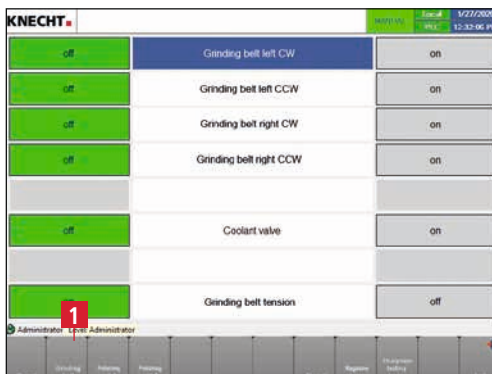 KNECHT
MANUAL Local 1/27/202
PLC 12:32:06 P
off Grinding belt left CW on
off Grinding belt left CCW on
off Grinding belt right CW on
off Grinding belt right CCW on
off Coolant valve on
Grinding belt tension off
1
Administrator Level Administrator
Grinding Polishing Polishing Register